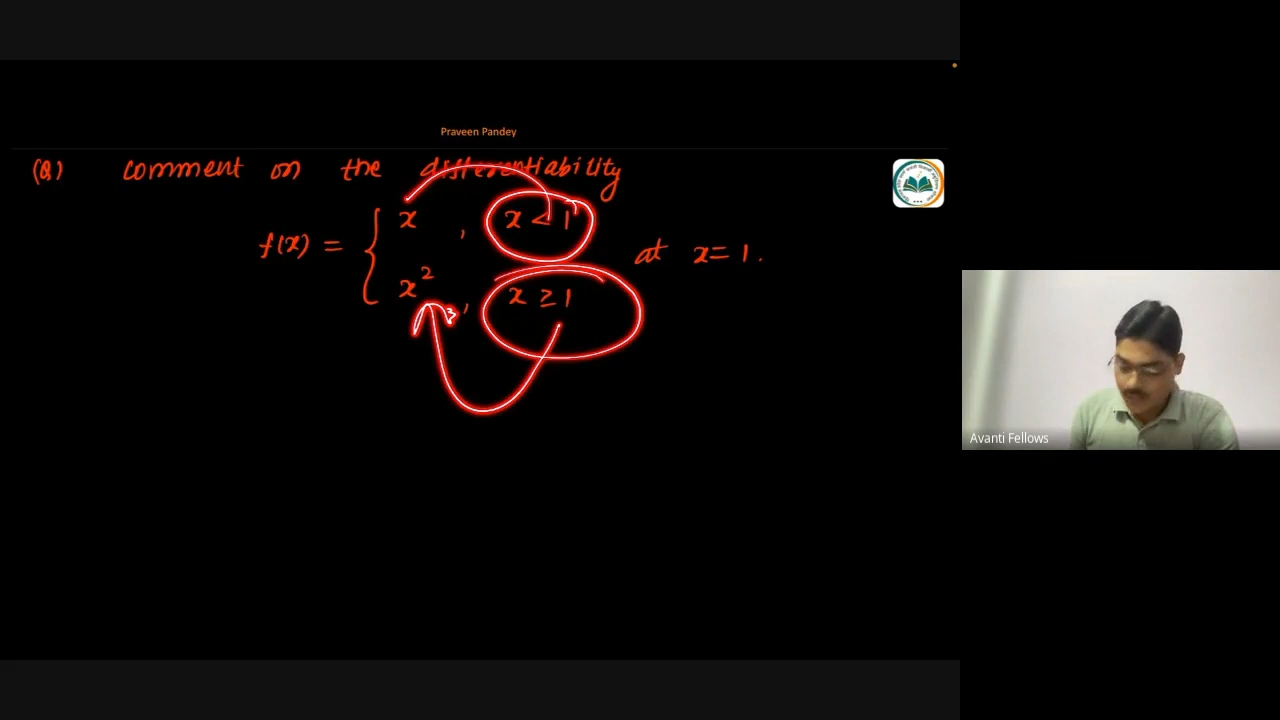 Praveen Pandey
(Q) comment on the differentiability
f(x) = { x , x < 1
x² , x ≥ 1
at x = 1.
Avanti Fellows